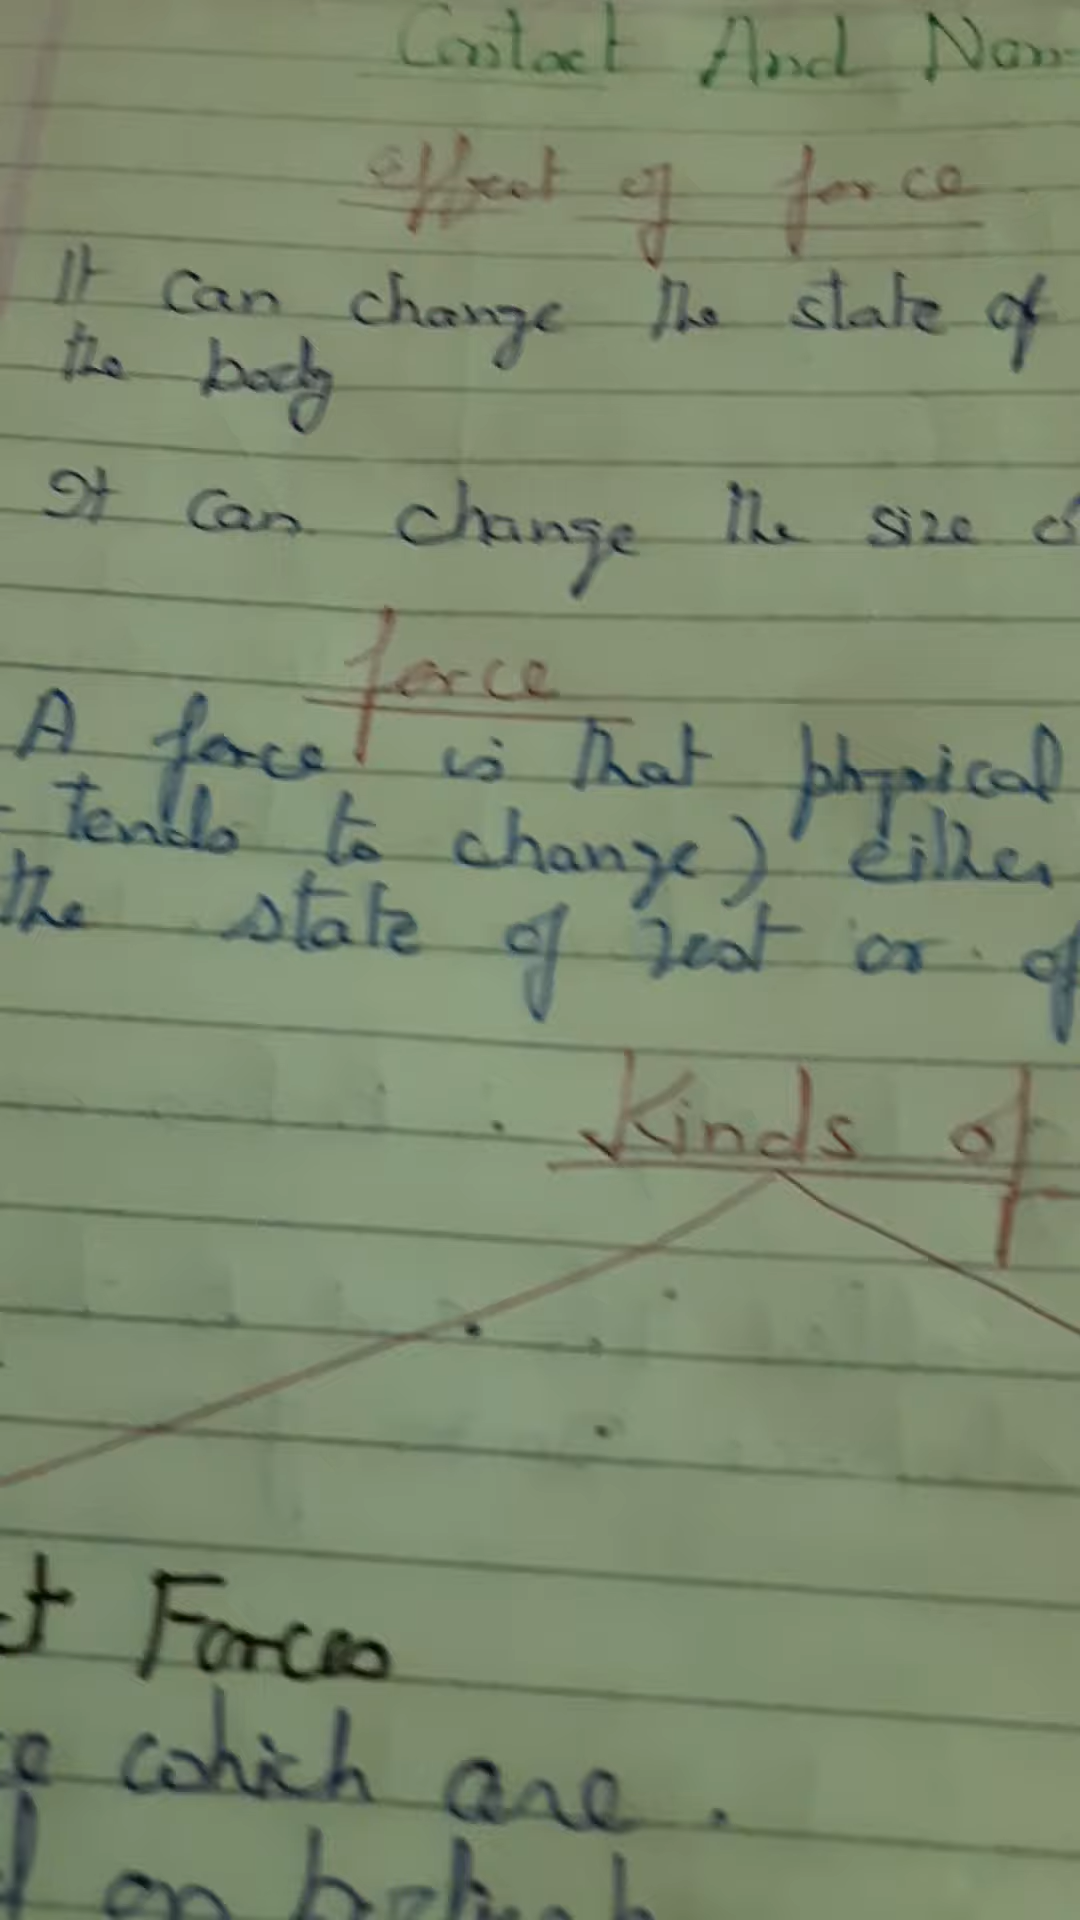 Contact And Non-
effect of force
It can change the state of
the body
It can change the size of
force
A force is that physical
- tends to change) either
the state of rest or of
Kinds of
t Forces
e which are.
on